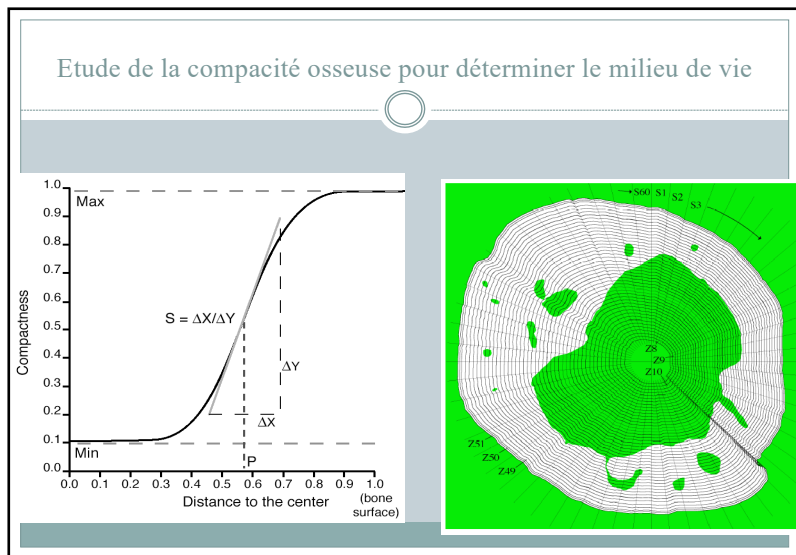 Etude de la compacité osseuse pour déterminer le milieu de vie
1.0
Max
0.9
0.8
0.7
0.6
S = ΔX/ΔY
0.5
0.4
ΔY
0.3
0.2
ΔX
0.1
Min
0.0
P
Compactness
0.0 0.1 0.2 0.3 0.4 0.5 0.6 0.7 0.8 0.9 1.0
Distance to the center
(bone
surface)
S60 S1 S2
S3
Z8
Z9
Z10
Z51
Z50
Z49